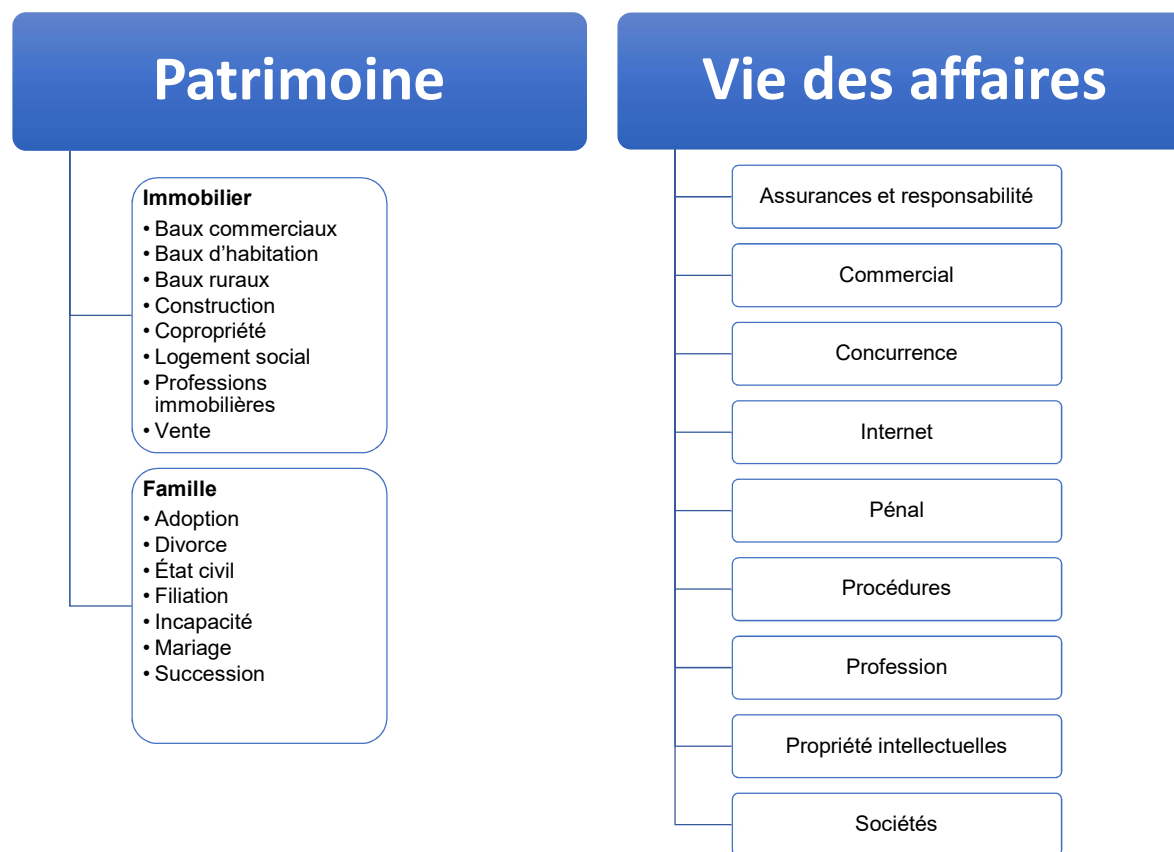 Patrimoine
Immobilier
• Baux commerciaux
• Baux d’habitation
• Baux ruraux
• Construction
• Copropriété
• Logement social
• Professions
immobilières
• Vente
Famille
• Adoption
• Divorce
• État civil
• Filiation
• Incapacité
• Mariage
• Succession
Vie des affaires
Assurances et responsabilité
Commercial
Concurrence
Internet
Pénal
Procédures
Profession
Propriété intellectuelles
Sociétés